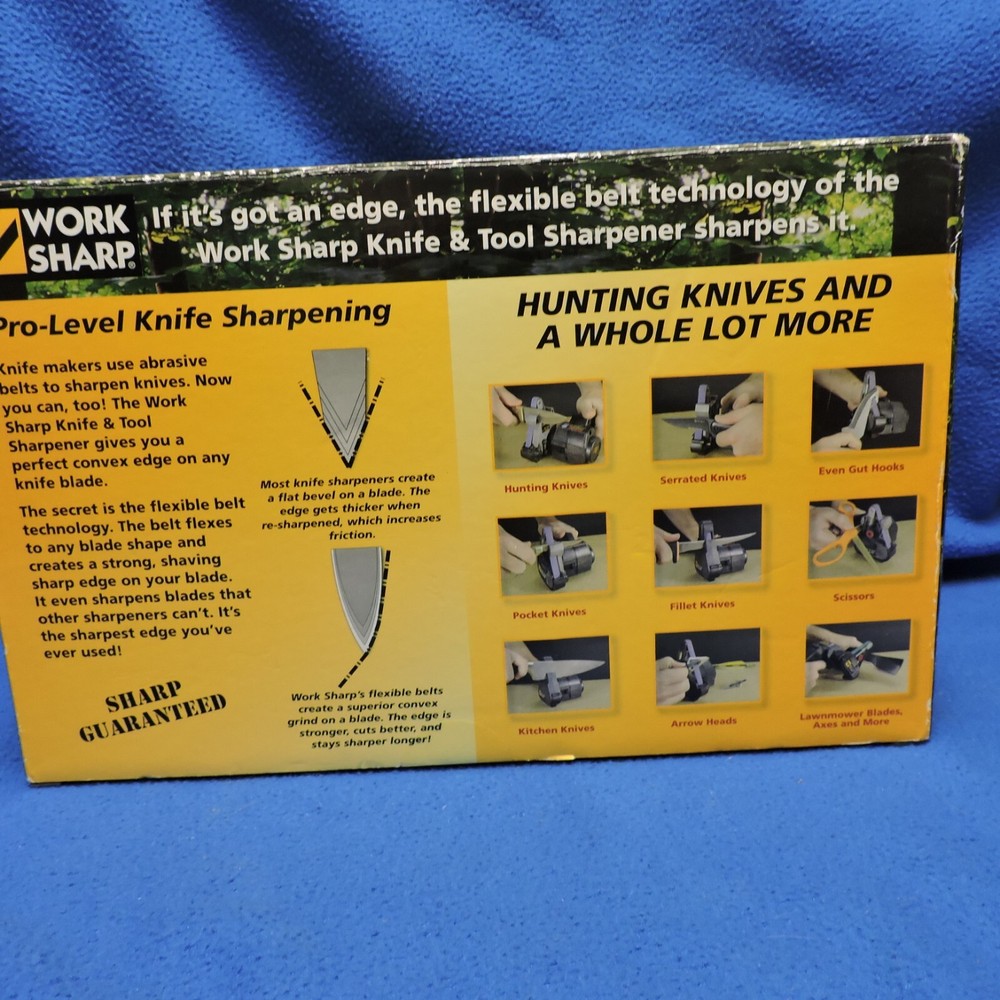 WORK
SHARP®
If it's got an edge, the flexible belt technology of the
Work Sharp Knife & Tool Sharpener sharpens it.
Pro-Level Knife Sharpening
Knife makers use abrasive
belts to sharpen knives. Now
you can, too! The Work
Sharp Knife & Tool
Sharpener gives you a
perfect convex edge on any
knife blade.
The secret is the flexible belt
technology. The belt flexes
to any blade shape and
creates a strong, shaving
sharp edge on your blade.
It even sharpens blades that
other sharpeners can't. It's
the sharpest edge you've
ever used!
SHARP
GUARANTEED
Most knife sharpeners create
a flat bevel on a blade. The
edge gets thicker when
re-sharpened, which increases
friction.
Work Sharp's flexible belts
create a superior convex
grind on a blade. The edge is
stronger, cuts better, and
stays sharper longer!
HUNTING KNIVES AND
A WHOLE LOT MORE
Hunting Knives
Serrated Knives
Even Gut Hooks
Pocket Knives
Fillet Knives
Scissors
Kitchen Knives
Arrow Heads
Lawnmower Blades,
Axes and More